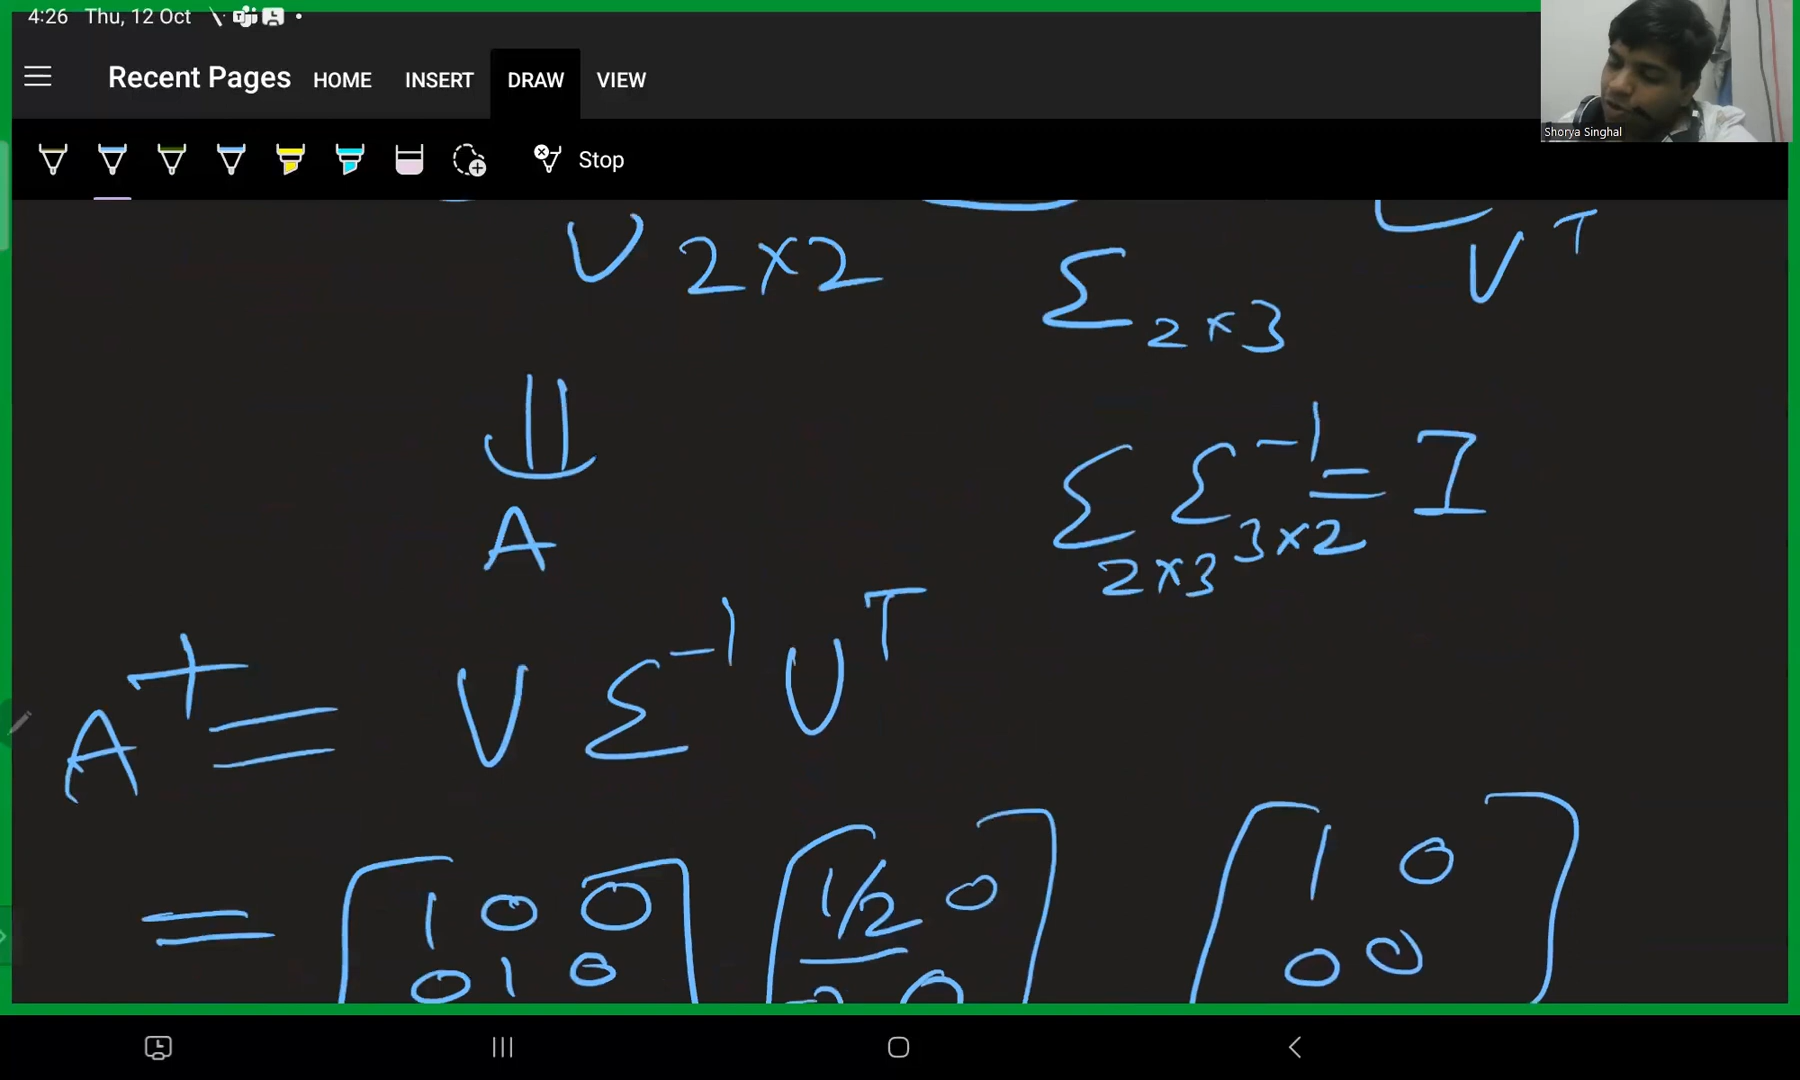 4:26 Thu, 12 Oct
Recent Pages HOME INSERT DRAW VIEW
Shorya Singhal
Stop
U 2×2
Σ 2×3
V T
A
Σ Σ -1 = I
2×3 3×2
A+ = V Σ -1 U T
= 1 0 0 1/2 0 1 0
0 1 0 0 0 0